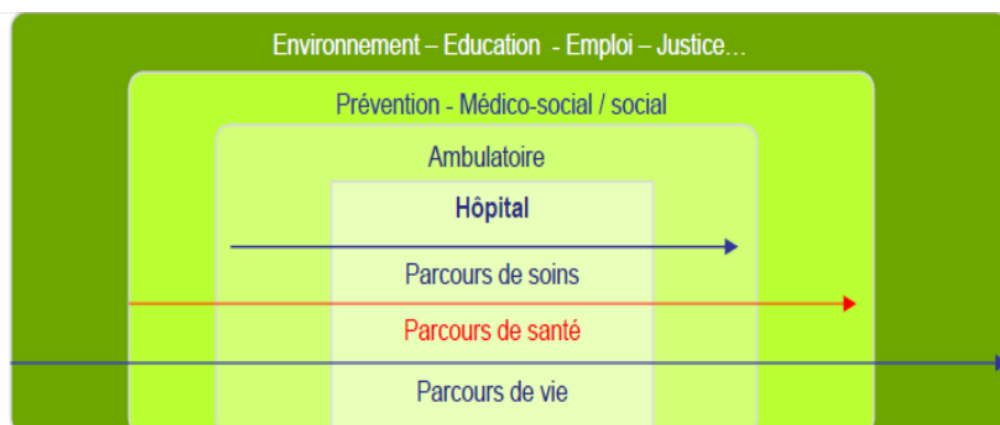 Environnement – Education - Emploi – Justice…
Prévention - Médico-social / social
Ambulatoire
Hôpital
Parcours de soins
Parcours de santé
Parcours de vie